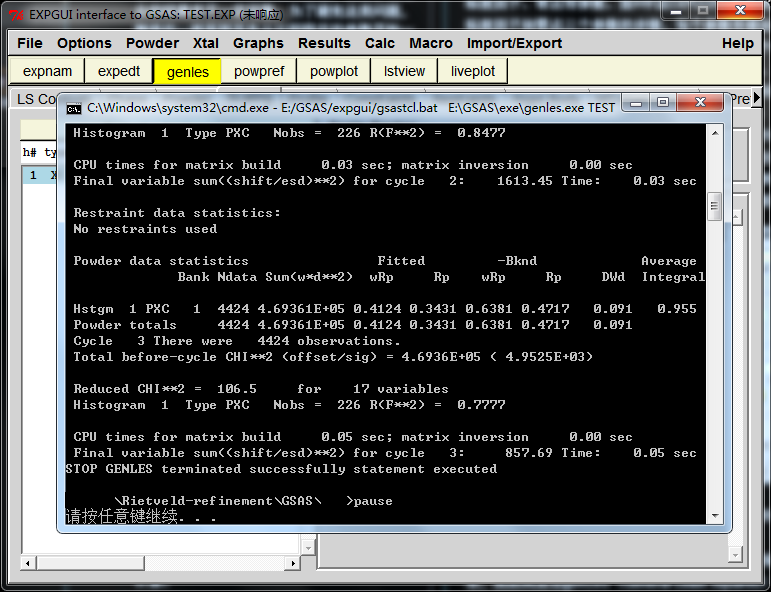 EXPGUI interface to GSAS: TEST.EXP (未响应)
File Options Powder Xtal Graphs Results Calc Macro Import/Export Help
expnam expedt genles powpref powplot lstview liveplot
LS Co
Pre
h# ty
1 X
C:\Windows\system32\cmd.exe - E:/GSAS/expgui/gsastcl.bat E:\GSAS\exe\genles.exe TEST
Histogram 1 Type PXC Nobs = 226 R(F**2) = 0.8477
CPU times for matrix build 0.03 sec; matrix inversion 0.00 sec
Final variable sum((shift/esd)**2) for cycle 2: 1613.45 Time: 0.03 sec
Restraint data statistics:
No restraints used
Powder data statistics Fitted -Bknd Average
Bank Ndata Sum(w*d**2) wRp Rp wRp Rp DWd Integral
Hstgm 1 PXC 1 4424 4.69361E+05 0.4124 0.3431 0.6381 0.4717 0.091 0.955
Powder totals 4424 4.69361E+05 0.4124 0.3431 0.6381 0.4717 0.091
Cycle 3 There were 4424 observations.
Total before-cycle CHI**2 (offset/sig) = 4.6936E+05 ( 4.9525E+03)
Reduced CHI**2 = 106.5 for 17 variables
Histogram 1 Type PXC Nobs = 226 R(F**2) = 0.7777
CPU times for matrix build 0.05 sec; matrix inversion 0.00 sec
Final variable sum((shift/esd)**2) for cycle 3: 857.69 Time: 0.05 sec
STOP GENLES terminated successfully statement executed
\Rietveld-refinement\GSAS\ >pause
请按任意键继续. . .